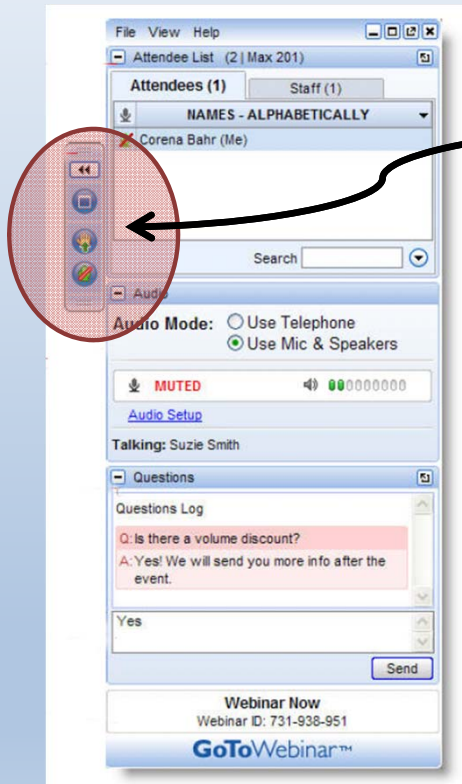 File View Help
Attendee List (2 | Max 201)
Attendees (1) Staff (1)
NAMES - ALPHABETICALLY
Corena Bahr (Me)
Search
Audio
Audio Mode: Use Telephone
Use Mic & Speakers
MUTED 000000000
Audio Setup
Talking: Suzie Smith
Questions
Questions Log
Q: Is there a volume discount?
A: Yes! We will send you more info after the
event.
Yes
Send
Webinar Now
Webinar ID: 731-938-951
GoToWebinar™